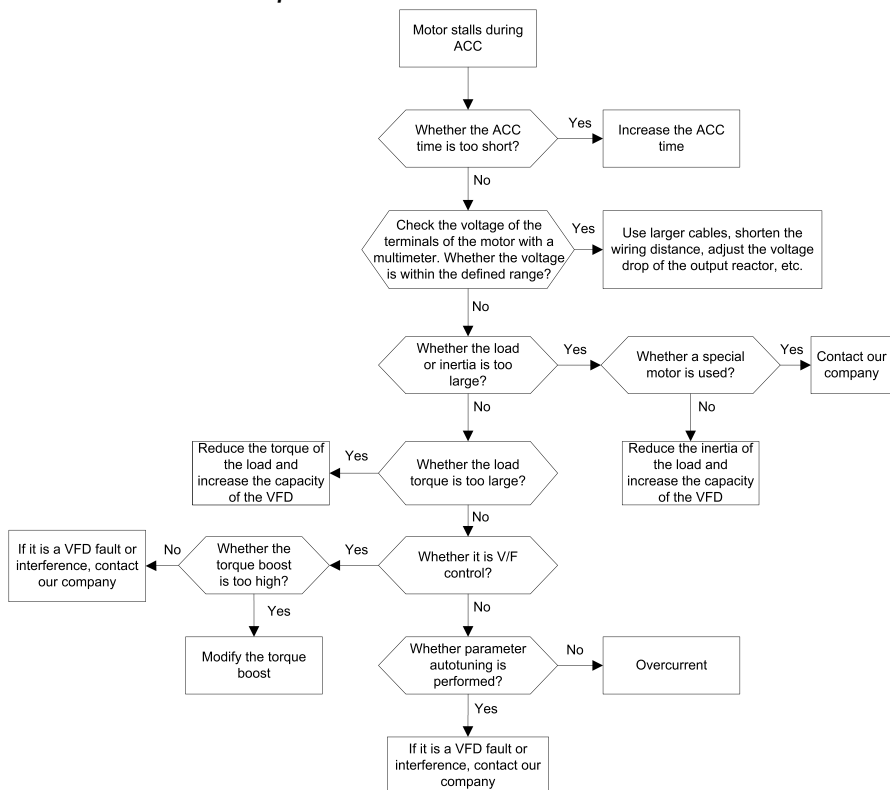 Motor stalls during
ACC
Whether the ACC
time is too short?
Yes
Increase the ACC
time
No
Check the voltage of the
terminals of the motor with a
multimeter. Whether the voltage
is within the defined range?
Yes
Use larger cables, shorten the
wiring distance, adjust the voltage
drop of the output reactor, etc.
No
Whether the load
or inertia is too
large?
Yes
Whether a special
motor is used?
Yes
Contact our
company
No
No
Reduce the torque of
the load and
increase the capacity
of the VFD
Yes
Whether the load
torque is too large?
Reduce the inertia of
the load and
increase the capacity
of the VFD
No
If it is a VFD fault or
interference, contact
our company
No
Whether the
torque boost
is too high?
Yes
Whether it is V/F
control?
Yes
No
Modify the torque
boost
Whether parameter
autotuning is
performed?
No
Overcurrent
Yes
If it is a VFD fault or
interference, contact our
company